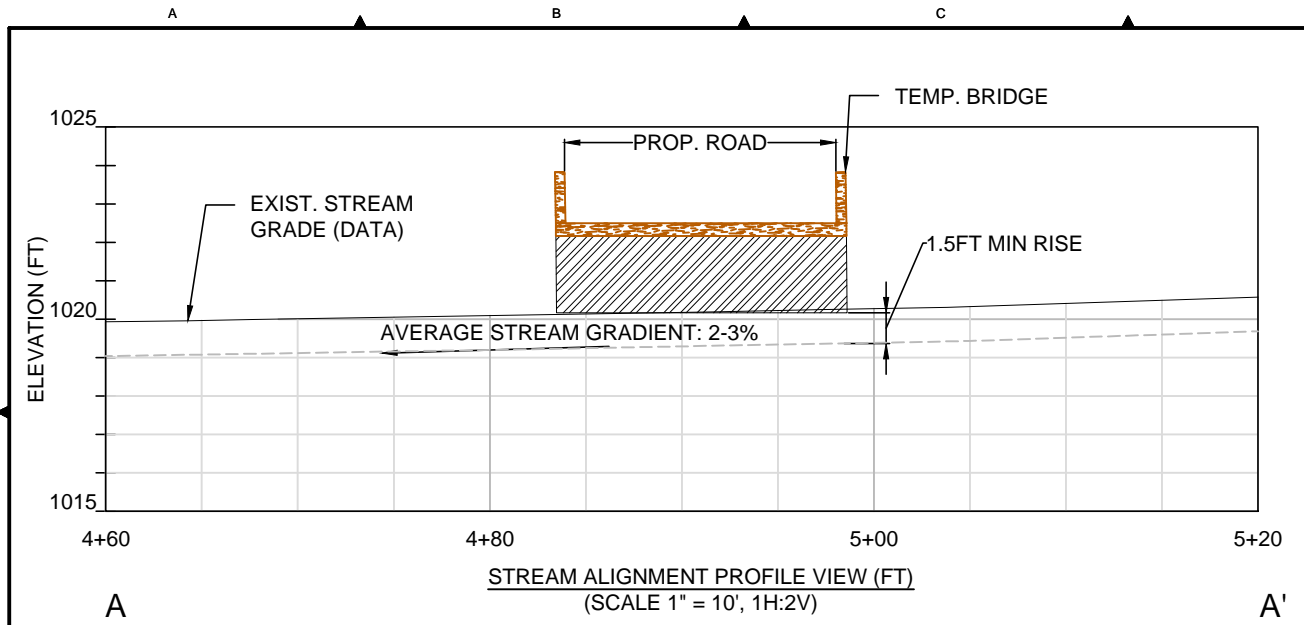 A B C
TEMP. BRIDGE
1025
PROP. ROAD
EXIST. STREAM
GRADE (DATA)
1.5FT MIN RISE
ELEVATION (FT)
1020
AVERAGE STREAM GRADIENT: 2-3%
1015
4+60 4+80 5+00 5+20
STREAM ALIGNMENT PROFILE VIEW (FT)
(SCALE 1" = 10', 1H:2V)
A A'